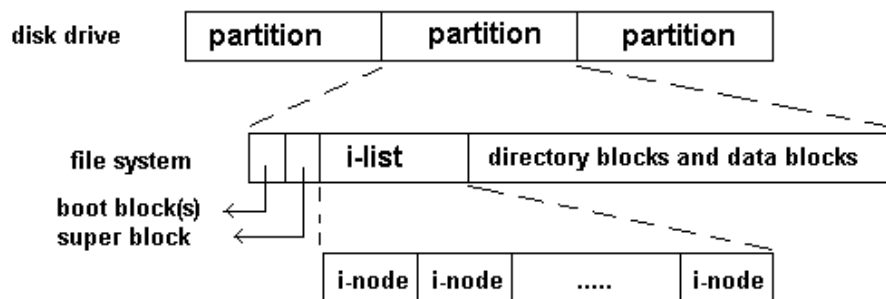 disk drive partition partition partition
file system i-list directory blocks and data blocks
boot block(s)
super block
i-node i-node ..... i-node